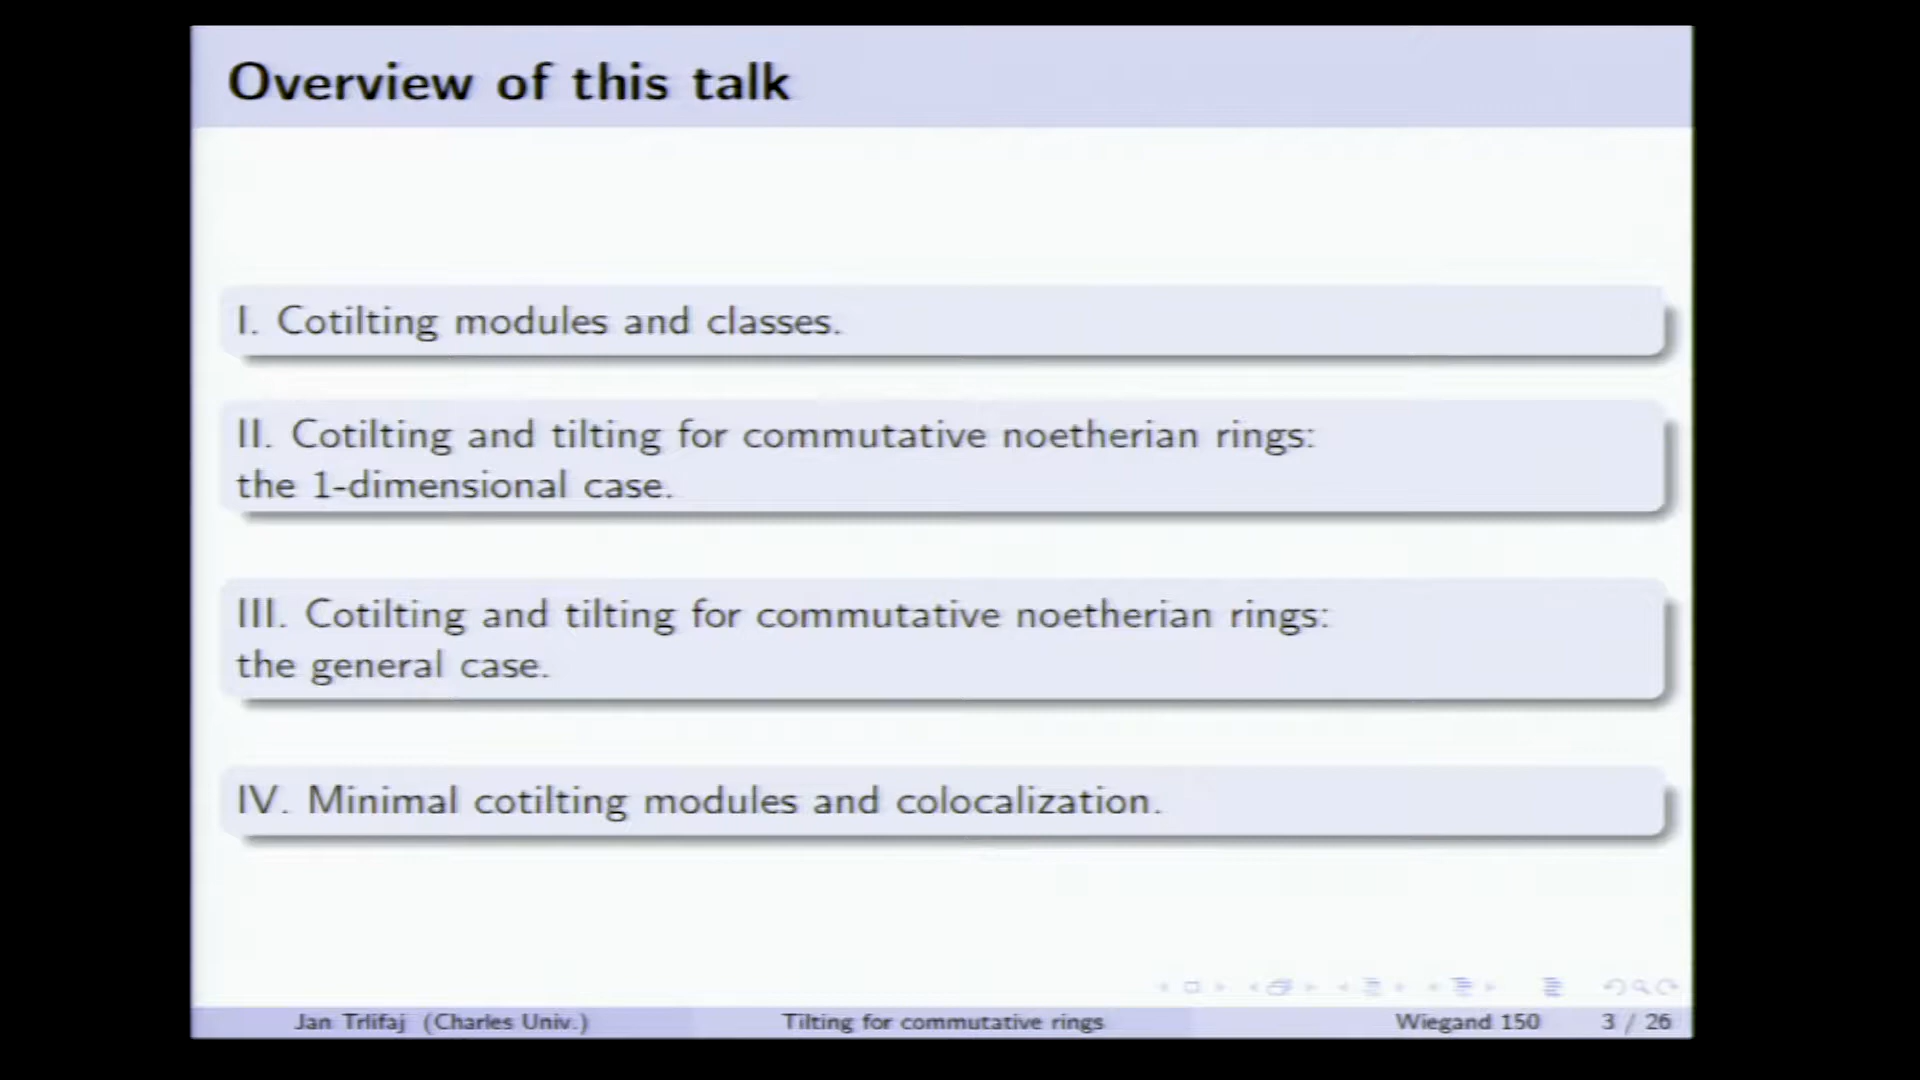 Overview of this talk
I. Cotilting modules and classes.
II. Cotilting and tilting for commutative noetherian rings:
the 1-dimensional case.
III. Cotilting and tilting for commutative noetherian rings:
the general case.
IV. Minimal cotilting modules and colocalization.
Jan Trlifaj (Charles Univ.) Tilting for commutative rings Wiegand 150 3 / 26